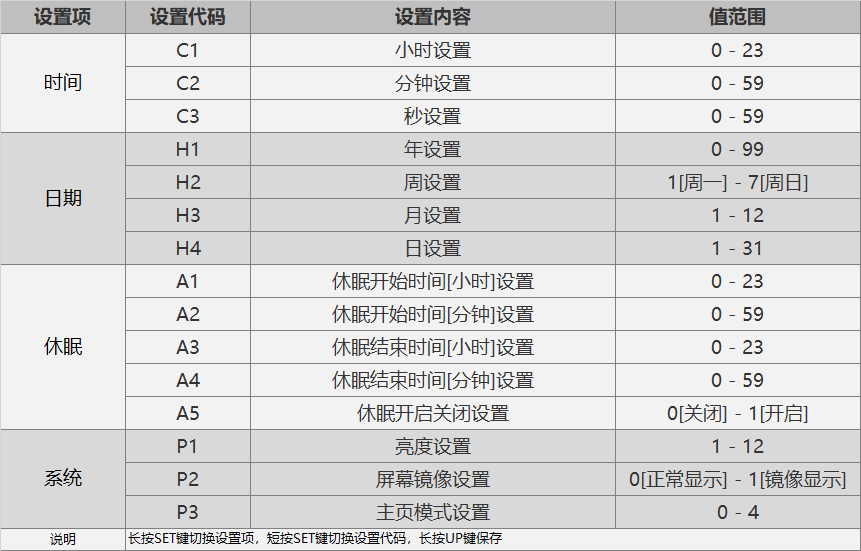 设置项 设置代码 设置内容 值范围
时间 C1 小时设置 0 - 23
C2 分钟设置 0 - 59
C3 秒设置 0 - 59
日期 H1 年设置 0 - 99
H2 周设置 1[周一] - 7[周日]
H3 月设置 1 - 12
H4 日设置 1 - 31
休眠 A1 休眠开始时间[小时]设置 0 - 23
A2 休眠开始时间[分钟]设置 0 - 59
A3 休眠结束时间[小时]设置 0 - 23
A4 休眠结束时间[分钟]设置 0 - 59
A5 休眠开启关闭设置 0[关闭] - 1[开启]
系统 P1 亮度设置 1 - 12
P2 屏幕镜像设置 0[正常显示] - 1[镜像显示]
P3 主页模式设置 0 - 4
说明 长按SET键切换设置项，短按SET键切换设置代码，长按UP键保存